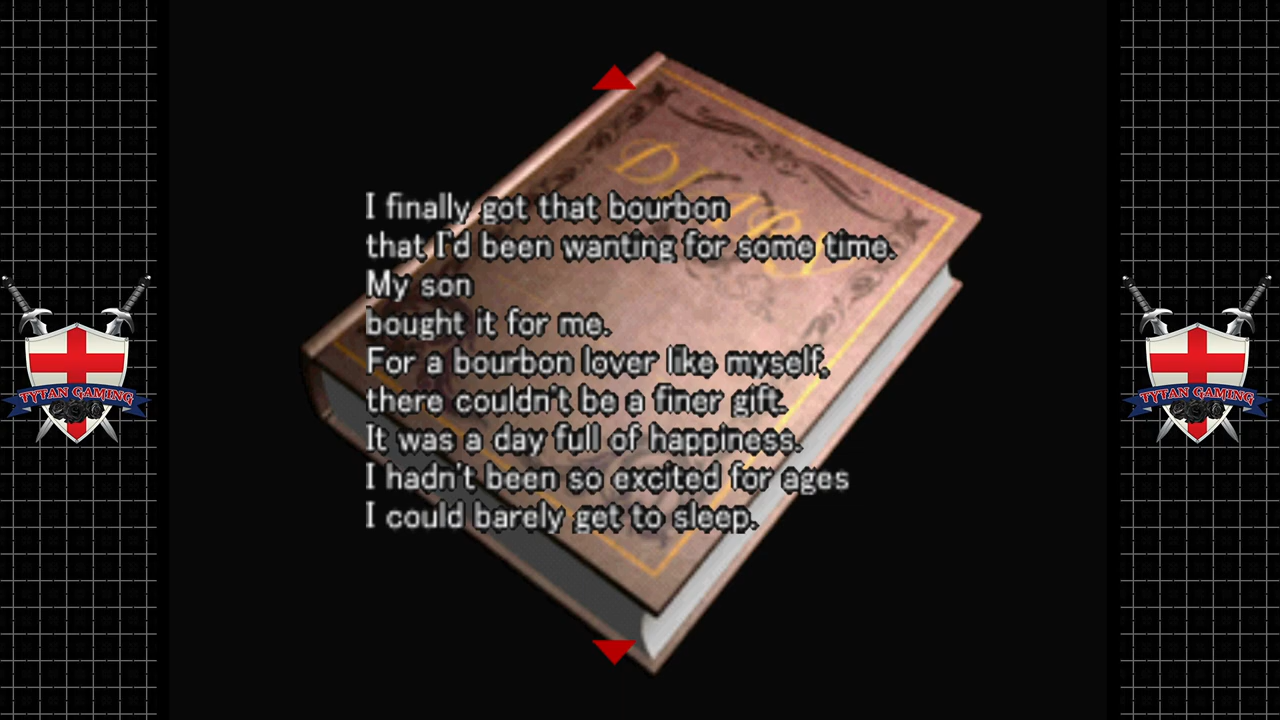 DIARY
I finally got that bourbon
that I'd been wanting for some time.
My son
bought it for me.
For a bourbon lover like myself,
there couldn't be a finer gift.
It was a day full of happiness.
I hadn't been so excited for ages
I could barely get to sleep.
TYTAN GAMING
TYTAN GAMING